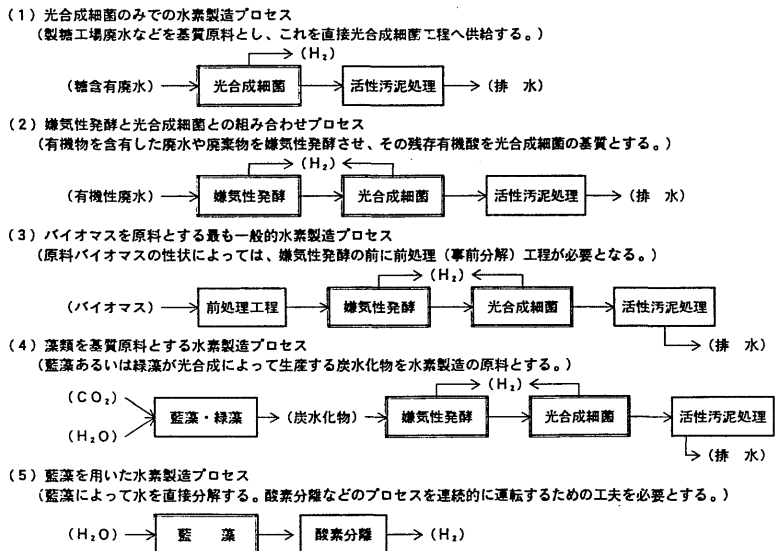 (1)光合成細菌のみでの水素製造プロセス
(製糖工場廃水などを基質原料とし、これを直接光合成細菌工程へ供給する。)
(H₂)
(糖含有廃水) 光合成細菌 活性汚泥処理 (排 水)
(2)嫌気性発酵と光合成細菌との組み合わせプロセス
(有機物を含有した廃水や廃棄物を嫌気性発酵させ、その残存有機酸を光合成細菌の基質とする。)
(H₂)
(有機性廃水) 嫌気性発酵 光合成細菌 活性汚泥処理 (排 水)
(3)バイオマスを原料とする最も一般的水素製造プロセス
(原料バイオマスの性状によっては、嫌気性発酵の前に前処理(事前分解)工程が必要となる。)
(H₂)
(バイオマス) 前処理工程 嫌気性発酵 光合成細菌 活性汚泥処理
(排 水)
(4)藻類を基質原料とする水素製造プロセス
(藍藻あるいは緑藻が光合成によって生産する炭水化物を水素製造の原料とする。)
(H₂)
(CO₂)
藍藻・緑藻 (炭水化物) 嫌気性発酵 光合成細菌 活性汚泥処理
(H₂O)
(排 水)
(5)藍藻を用いた水素製造プロセス
(藍藻によって水を直接分解する。酸素分離などのプロセスを連続的に運転するための工夫を必要とする。)
(H₂O) 藍 藻 酸素分離 (H₂)